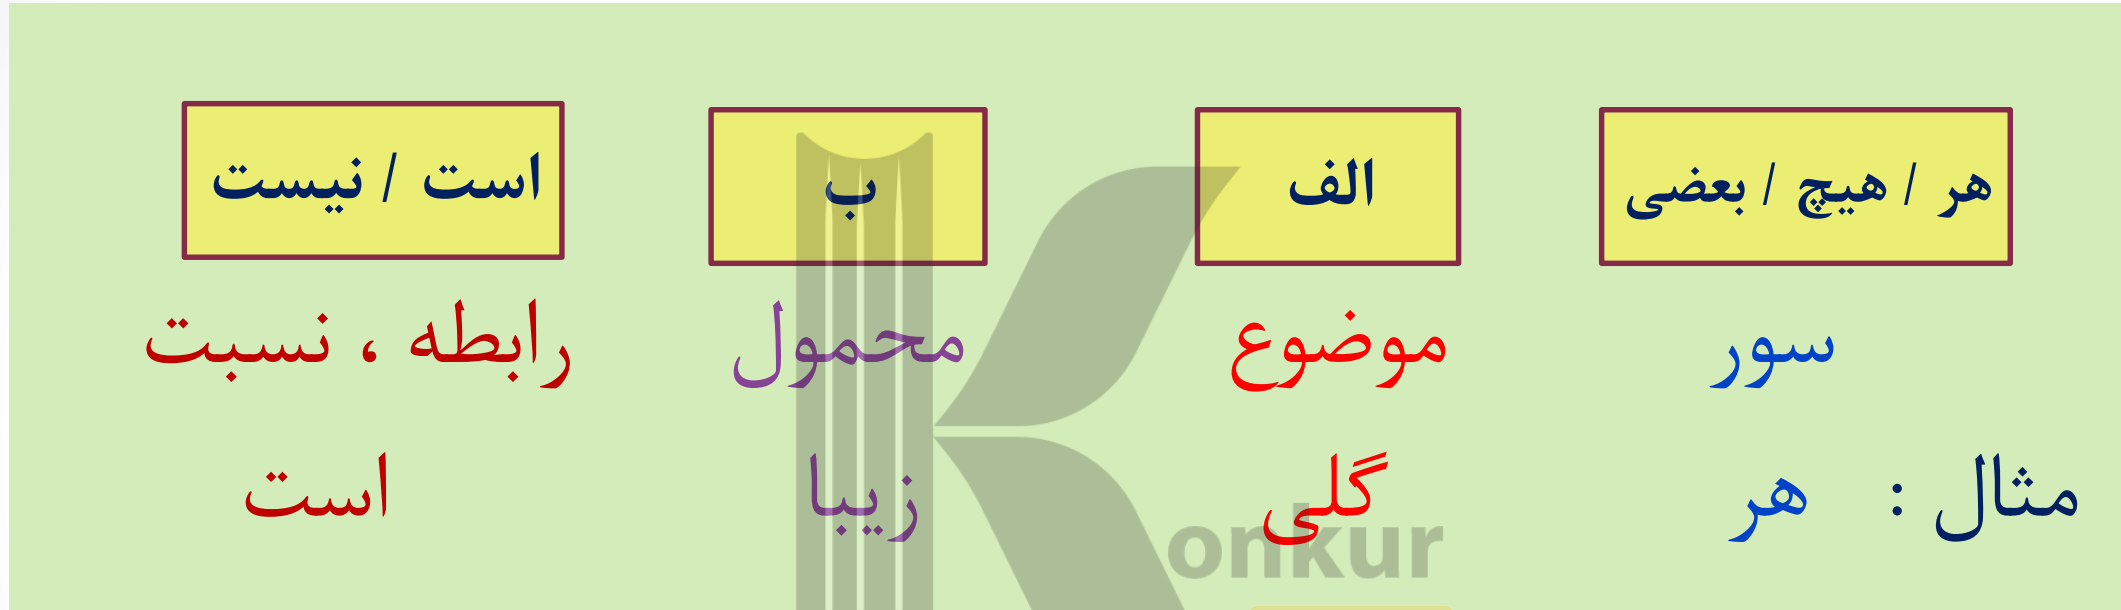 هر / هیچ / بعضی الف ب است / نیست
سور موضوع محمول رابطه ، نسبت
مثال : هر گلی زیبا است
onkur